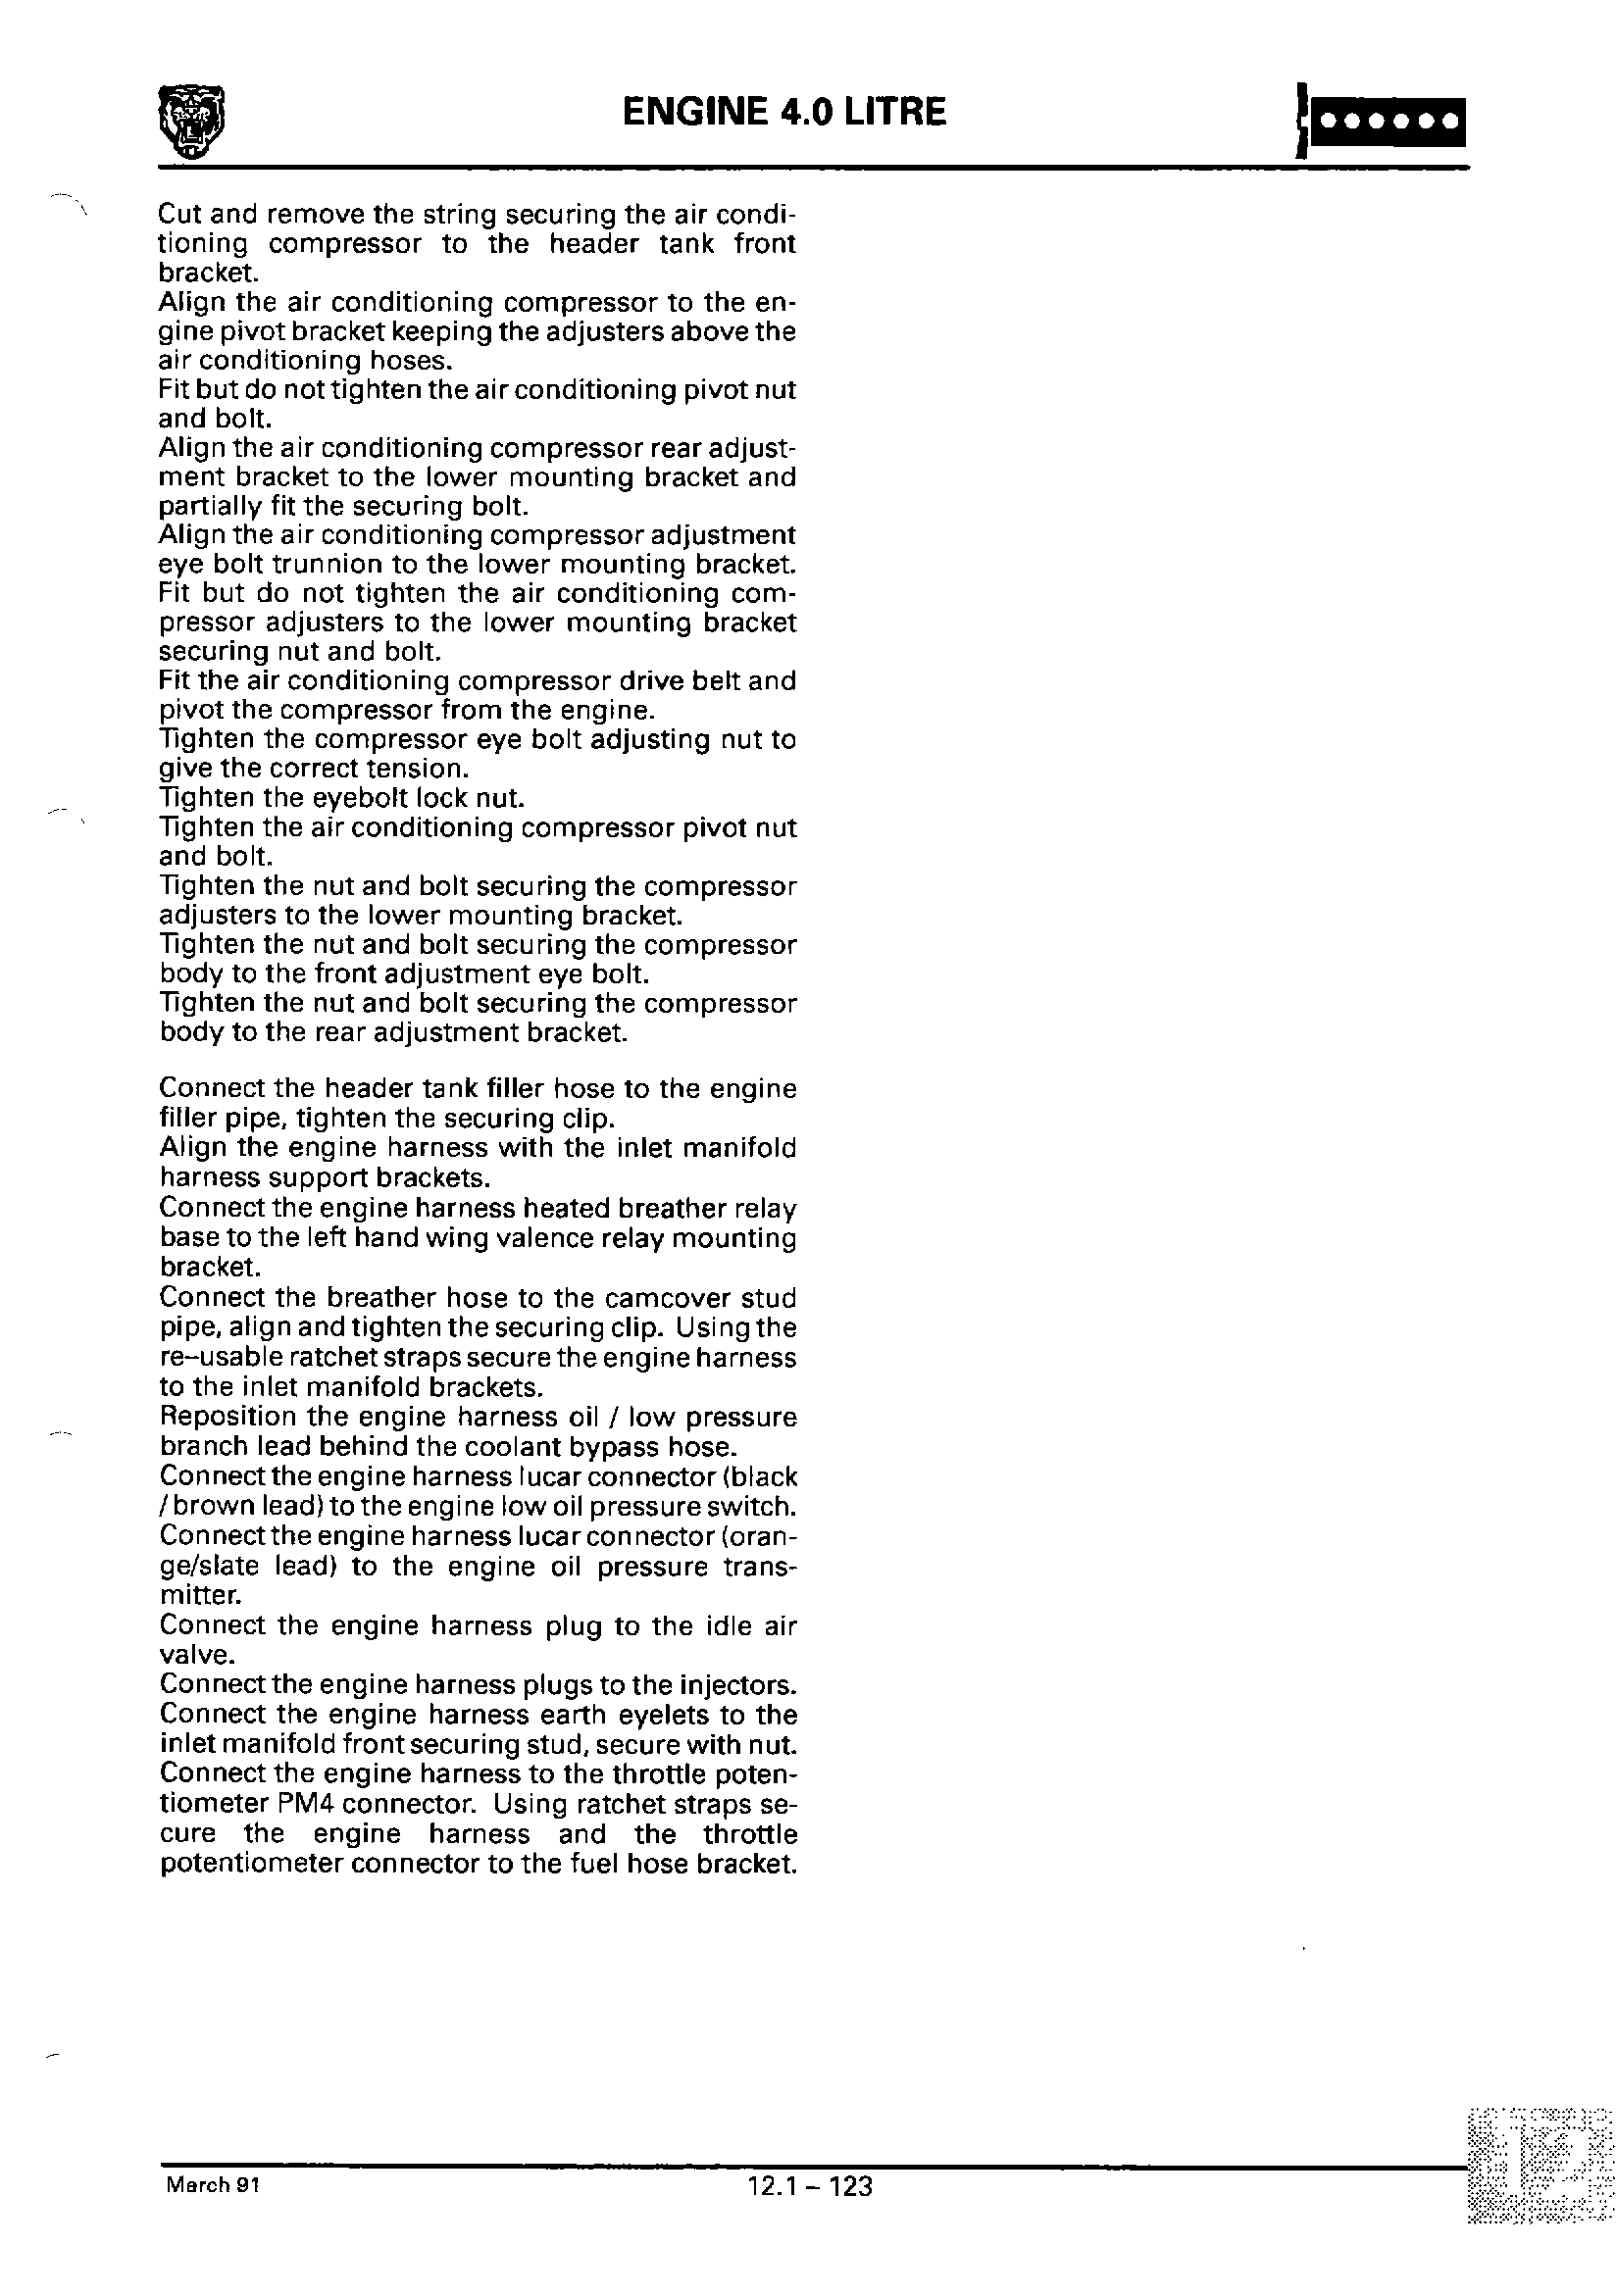 ENGINE 4.0 LITRE
Cut and remove the string securing the air condi-
tioning compressor to the header tank front
bracket.
Align the air conditioning compressor to the en-
gine pivot bracket keeping the adjusters above the
air conditioning hoses.
Fit but do not tighten the air conditioning pivot nut
and bolt.
Align the air conditioning compressor rear adjust-
ment bracket to the lower mounting bracket and
partially fit the securing bolt.
Align the air conditioning compressor adjustment
eye bolt trunnion to the lower mounting bracket.
Fit but do not tighten the air conditioning com-
pressor adjusters to the lower mounting bracket
securing nut and bolt.
Fit the air conditioning compressor drive belt and
pivot the compressor from the engine.
Tighten the compressor eye bolt adjusting nut to
give the correct tension.
Tighten the eyebolt lock nut.
Tighten the air conditioning compressor pivot nut
and bolt.
Tighten the nut and bolt securing the compressor
adjusters to the lower mounting bracket.
Tighten the nut and bolt securing the compressor
body to the front adjustment eye bolt.
Tighten the nut and bolt securing the compressor
body to the rear adjustment bracket.
Connect the header tank filler hose to the engine
filler pipe, tighten the securing clip.
Align the engine harness with the inlet manifold
harness support brackets.
Connect the engine harness heated breather relay
base to the left hand wing valence relay mounting
bracket.
Connect the breather hose to the camcover stud
pipe, align and tighten the securing clip. Using the
re-usable ratchet straps secure the engine harness
to the inlet manifold brackets.
Reposition the engine harness oil / low pressure
branch lead behind the coolant bypass hose.
Connect the engine harness lucar connector (black
/ brown lead) to the engine low oil pressure switch.
Connect the engine harness lucar connector (oran-
ge/slate lead) to the engine oil pressure trans-
mitter.
Connect the engine harness plug to the idle air
valve.
Connect the engine harness plugs to the injectors.
Connect the engine harness earth eyelets to the
inlet manifold front securing stud, secure with nut.
Connect the engine harness to the throttle poten-
tiometer PM4 connector. Using ratchet straps se-
cure the engine harness and the throttle
potentiometer connector to the fuel hose bracket.
March 91
12.1 – 123
12